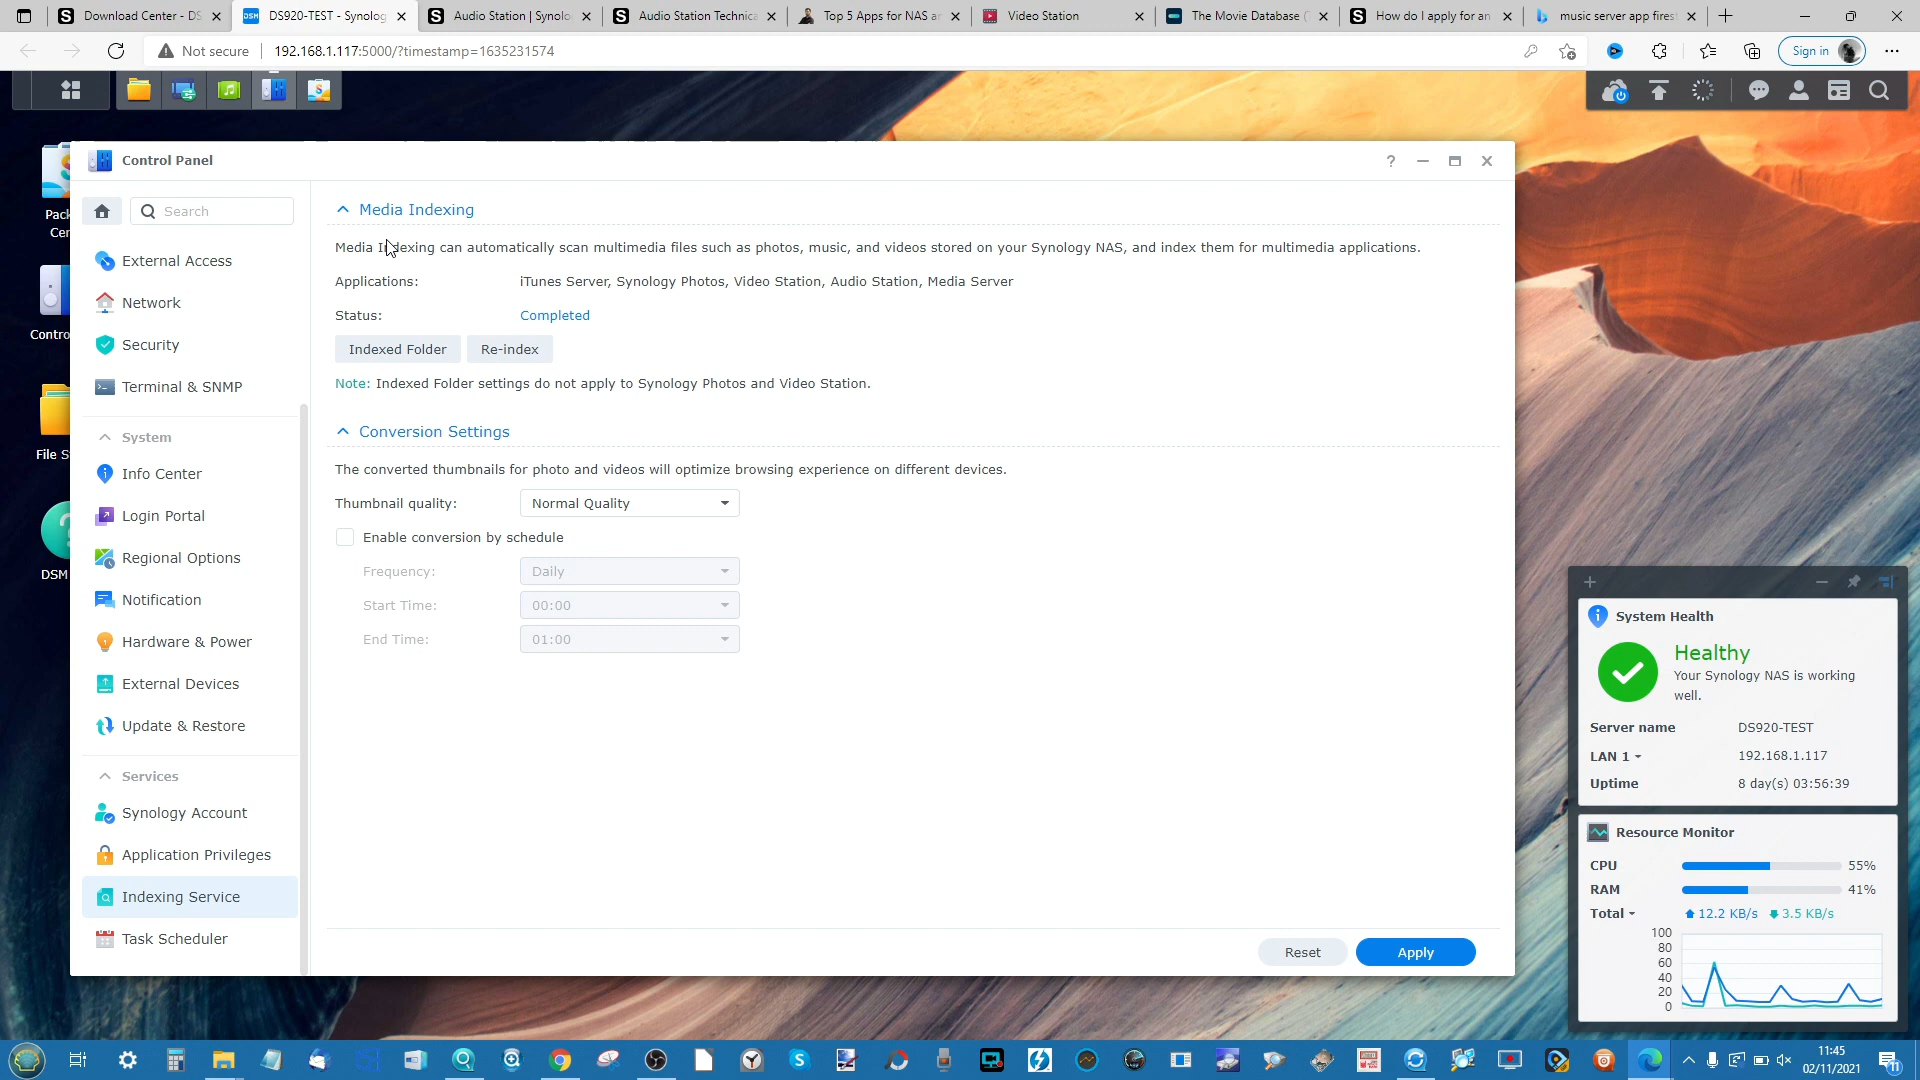 Download Center - DS
DS920-TEST - Synolog
Audio Station | Synolo
Audio Station Technica
Top 5 Apps for NAS ar
Video Station
The Movie Database (
How do I apply for an
music server app fires
Not secure
192.168.1.117:5000/?timestamp=1635231574
Sign in
Pack
Cen
Contro
File S
DSM
Control Panel
Search
External Access
Network
Security
Terminal & SNMP
System
Info Center
Login Portal
Regional Options
Notification
Hardware & Power
External Devices
Update & Restore
Services
Synology Account
Application Privileges
Indexing Service
Task Scheduler
Media Indexing
Media Indexing can automatically scan multimedia files such as photos, music, and videos stored on your Synology NAS, and index them for multimedia applications.
Applications: iTunes Server, Synology Photos, Video Station, Audio Station, Media Server
Status: Completed
Indexed Folder Re-index
Note: Indexed Folder settings do not apply to Synology Photos and Video Station.
Conversion Settings
The converted thumbnails for photo and videos will optimize browsing experience on different devices.
Thumbnail quality: Normal Quality
Enable conversion by schedule
Frequency: Daily
Start Time: 00:00
End Time: 01:00
Reset Apply
System Health
Healthy
Your Synology NAS is working
well.
Server name DS920-TEST
LAN 1 192.168.1.117
Uptime 8 day(s) 03:56:39
Resource Monitor
CPU 55%
RAM 41%
Total 12.2 KB/s 3.5 KB/s
100
80
60
40
20
0
11:45
02/11/2021
11